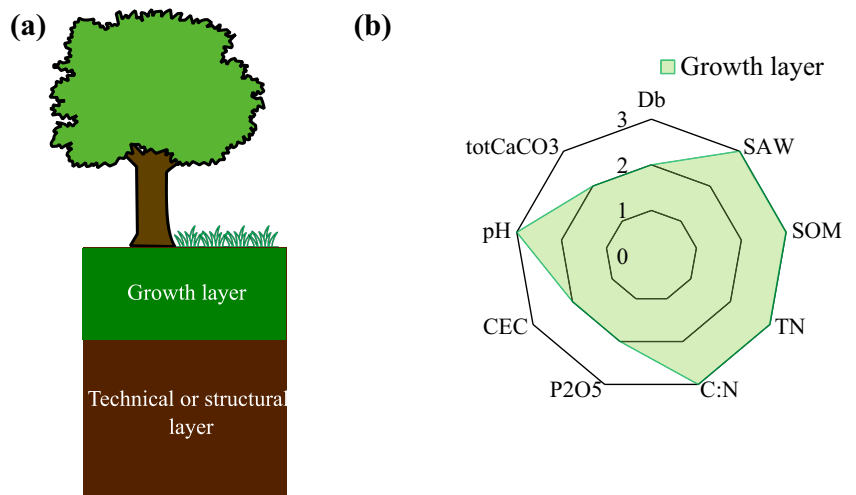 (a)
Growth layer
Technical or structural
layer
(b)
Growth layer
Db
3
totCaCO3
SAW
2
1
pH
SOM
0
CEC
TN
P2O5
C:N